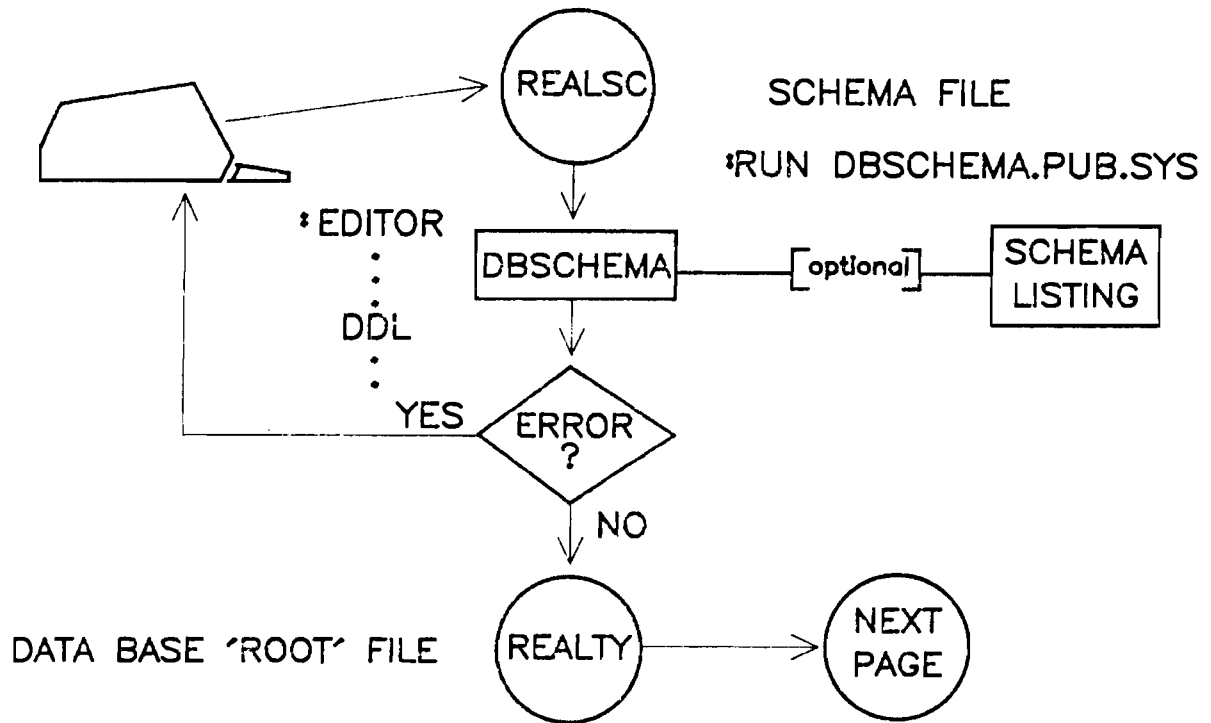 REALSC
SCHEMA FILE
:RUN DBSCHEMA.PUB.SYS
:EDITOR
DDL
DBSCHEMA
[optional]
SCHEMA
LISTING
YES
ERROR
?
NO
DATA BASE 'ROOT' FILE
REALTY
NEXT
PAGE